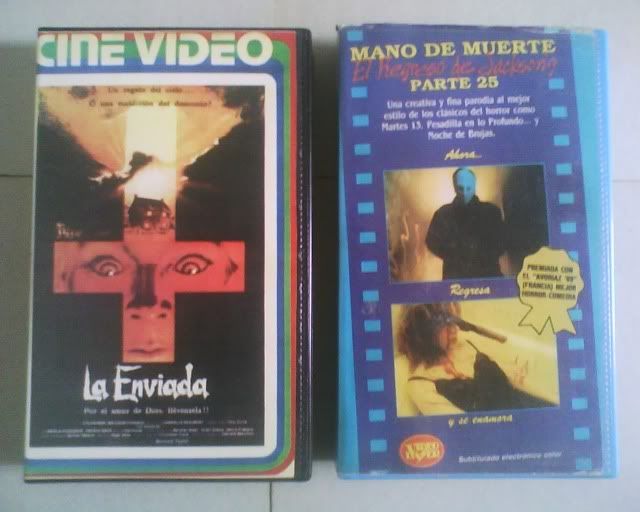 CINE VIDEO
Un regalo del cielo...
O una maldición del demonio?
La Enviada
Por el amor de Dios, llévensela!!
MANO DE MUERTE
El Regreso de Jackson
PARTE 25
Una creativa y fina parodia al mejor
estilo de los clásicos del horror como
Martes 13, Pesadilla en lo Profundo... y
Noche de Brujas.
Ahora...
PREMIADA CON
EL "AVORIAZ '89"
(FRANCIA) MEJOR
HORROR-COMEDIA
Regresa
y se enamora
VIDEO
Subtitulado electrónico color